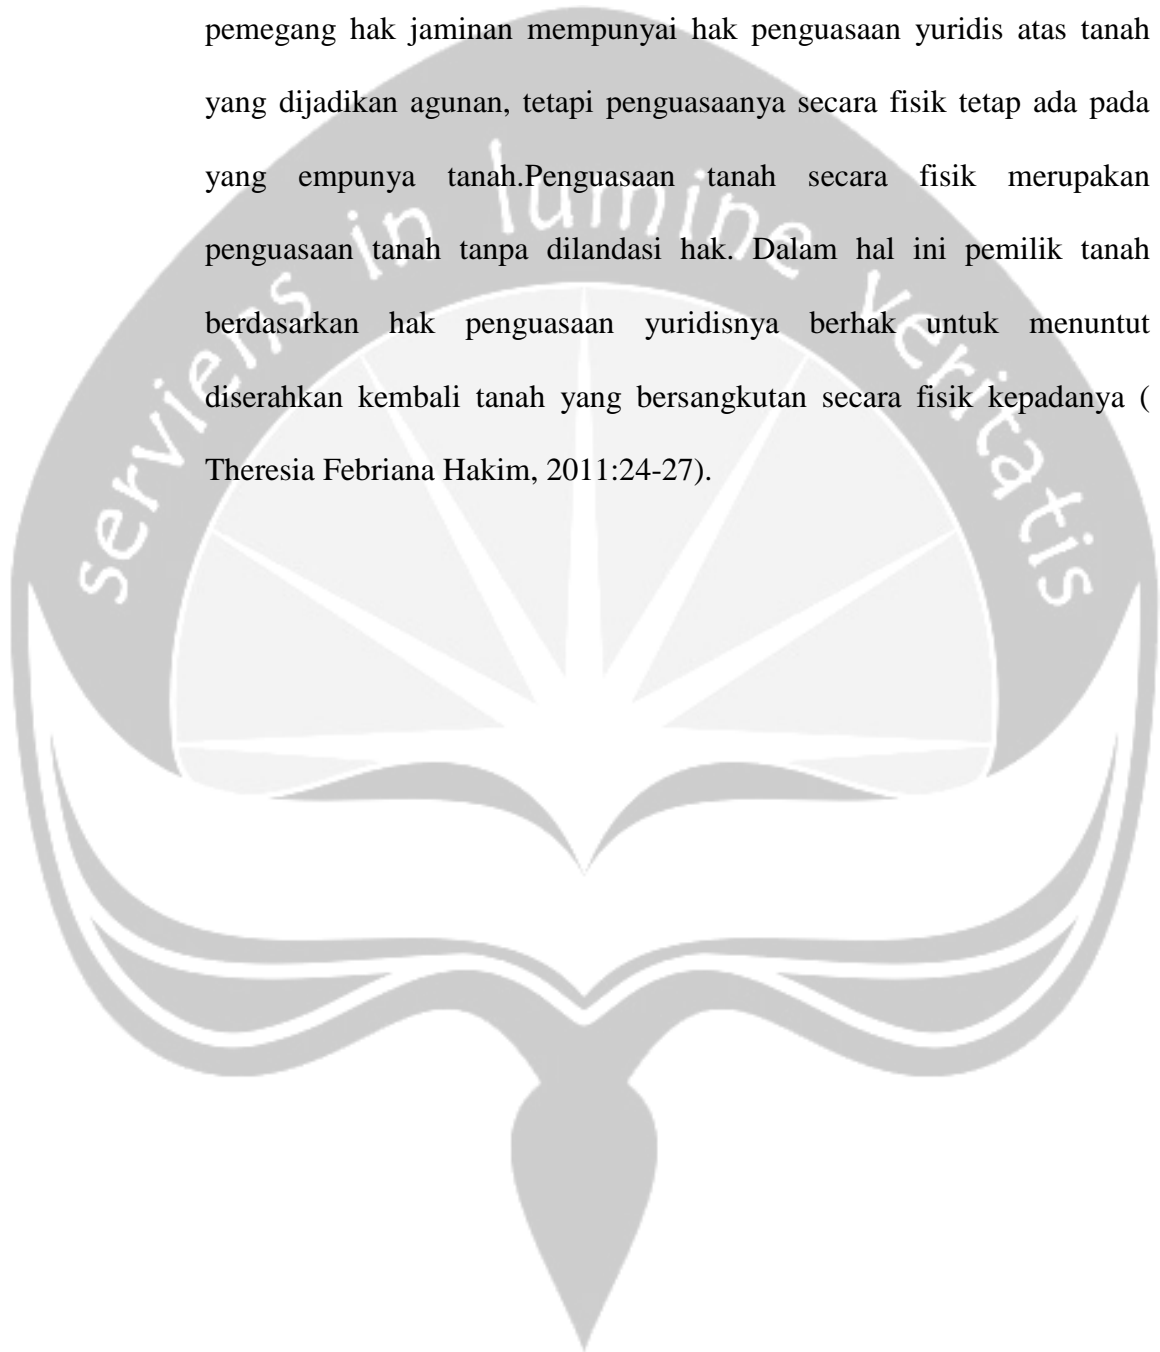 pemegang hak jaminan mempunyai hak penguasaan yuridis atas tanah
yang dijadikan agunan, tetapi penguasaanya secara fisik tetap ada pada
yang empunya tanah.Penguasaan tanah secara fisik merupakan
penguasaan tanah tanpa dilandasi hak. Dalam hal ini pemilik tanah
berdasarkan hak penguasaan yuridisnya berhak untuk menuntut
diserahkan kembali tanah yang bersangkutan secara fisik kepadanya (
Theresia Febriana Hakim, 2011:24-27).
serviens in lumine veritatis